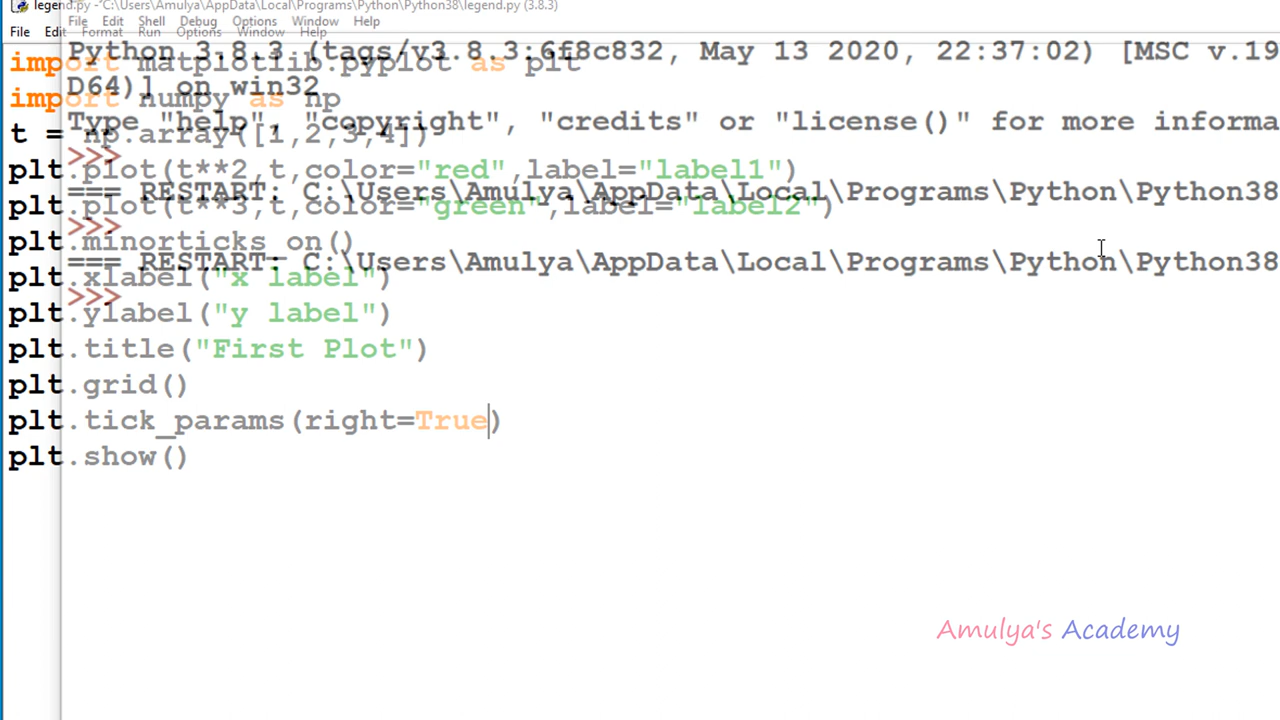 legend.py - C:\Users\Amulya\AppData\Local\Programs\Python\Python38\legend.py (3.8.3)
File Edit Shell Debug Options Window Help
File Edit Format Run Options Window Help
Python 3.8.3 (tags/v3.8.3:6f8c832, May 13 2020, 22:37:02) [MSC v.19
import matplotlib.pyplot as plt
D64)] on win32
import numpy as np
Type "help", "copyright", "credits" or "license()" for more informa
t = np.array([1,2,3,4])
>>>
plt.plot(t**2,t,color="red",label="label1")
=== RESTART: C:\Users\Amulya\AppData\Local\Programs\Python\Python38
plt.plot(t**3,t,color="green",label="label2")
>>>
plt.minorticks_on()
=== RESTART: C:\Users\Amulya\AppData\Local\Programs\Python\Python38
plt.xlabel("x label")
>>>
plt.ylabel("y label")
plt.title("First Plot")
plt.grid()
plt.tick_params(right=True)
plt.show()
Amulya's Academy